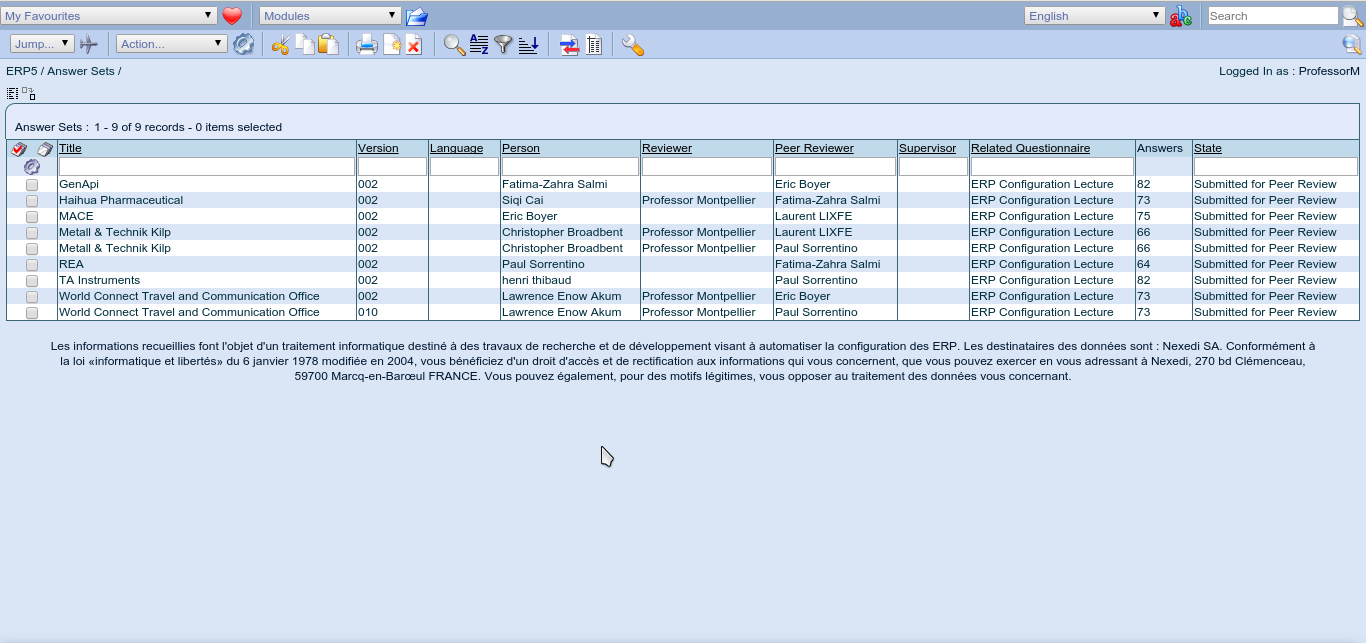 My Favourites Modules English Search
Jump... Action...
ERP5 / Answer Sets / Logged In as : ProfessorM
Answer Sets : 1 - 9 of 9 records - 0 items selected
Title Version Language Person Reviewer Peer Reviewer Supervisor Related Questionnaire Answers State
GenApi 002 Fatima-Zahra Salmi Eric Boyer ERP Configuration Lecture 82 Submitted for Peer Review
Haihua Pharmaceutical 002 Siqi Cai Professor Montpellier Fatima-Zahra Salmi ERP Configuration Lecture 73 Submitted for Peer Review
MACE 002 Eric Boyer Laurent LIXFE ERP Configuration Lecture 75 Submitted for Peer Review
Metall & Technik Kilp 002 Christopher Broadbent Professor Montpellier Laurent LIXFE ERP Configuration Lecture 66 Submitted for Peer Review
Metall & Technik Kilp 002 Christopher Broadbent Professor Montpellier Paul Sorrentino ERP Configuration Lecture 66 Submitted for Peer Review
REA 002 Paul Sorrentino Fatima-Zahra Salmi ERP Configuration Lecture 64 Submitted for Peer Review
TA Instruments 002 henri thibaud Paul Sorrentino ERP Configuration Lecture 82 Submitted for Peer Review
World Connect Travel and Communication Office 002 Lawrence Enow Akum Professor Montpellier Eric Boyer ERP Configuration Lecture 73 Submitted for Peer Review
World Connect Travel and Communication Office 010 Lawrence Enow Akum Professor Montpellier Paul Sorrentino ERP Configuration Lecture 73 Submitted for Peer Review
Les informations recueillies font l'objet d'un traitement informatique destiné à des travaux de recherche et de développement visant à automatiser la configuration des ERP. Les destinataires des données sont : Nexedi SA. Conformément à
la loi «informatique et libertés» du 6 janvier 1978 modifiée en 2004, vous bénéficiez d'un droit d'accès et de rectification aux informations qui vous concernent, que vous pouvez exercer en vous adressant à Nexedi, 270 bd Clémenceau,
59700 Marcq-en-Barœul FRANCE. Vous pouvez également, pour des motifs légitimes, vous opposer au traitement des données vous concernant.